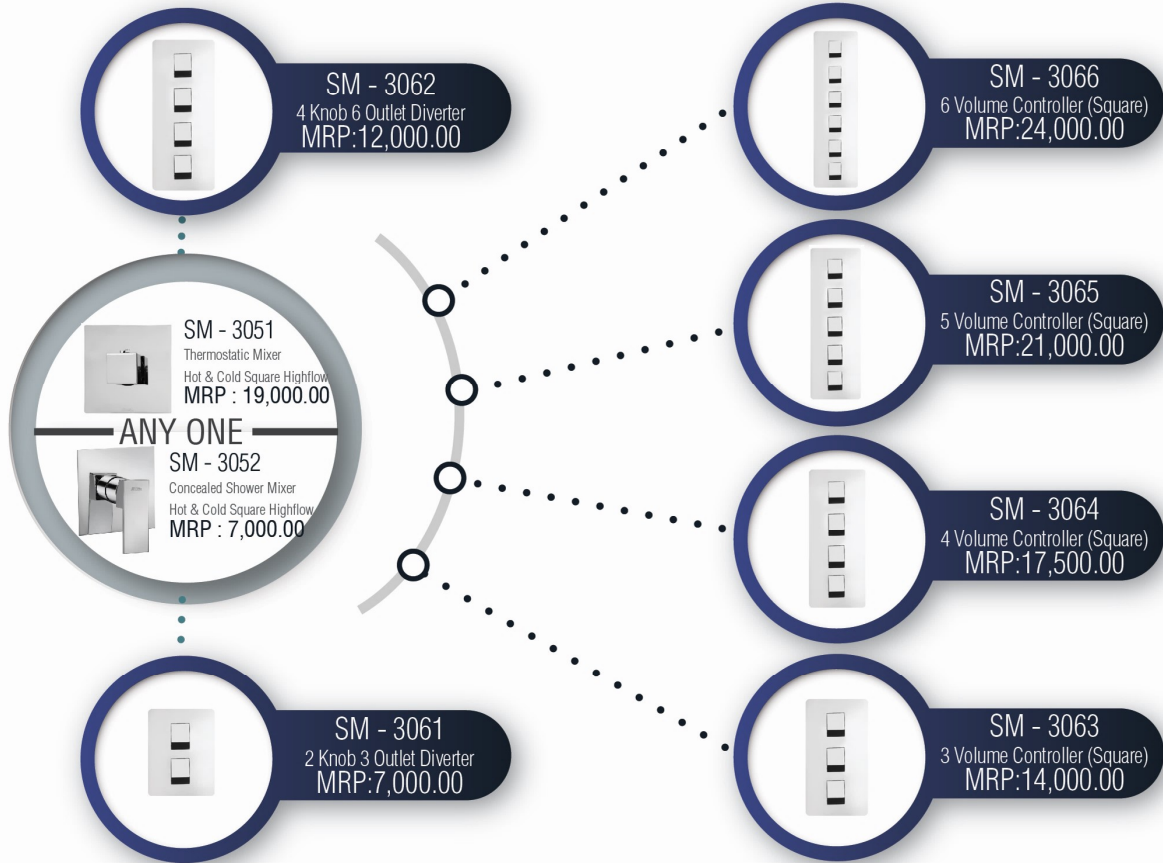 SM - 3062
4 Knob 6 Outlet Diverter
MRP:12,000.00
SM - 3051
Thermostatic Mixer
Hot & Cold Square Highflow
MRP : 19,000.00
ANY ONE
SM - 3052
Concealed Shower Mixer
Hot & Cold Square Highflow
MRP : 7,000.00
SM - 3061
2 Knob 3 Outlet Diverter
MRP:7,000.00
SM - 3066
6 Volume Controller (Square)
MRP:24,000.00
SM - 3065
5 Volume Controller (Square)
MRP:21,000.00
SM - 3064
4 Volume Controller (Square)
MRP:17,500.00
SM - 3063
3 Volume Controller (Square)
MRP:14,000.00